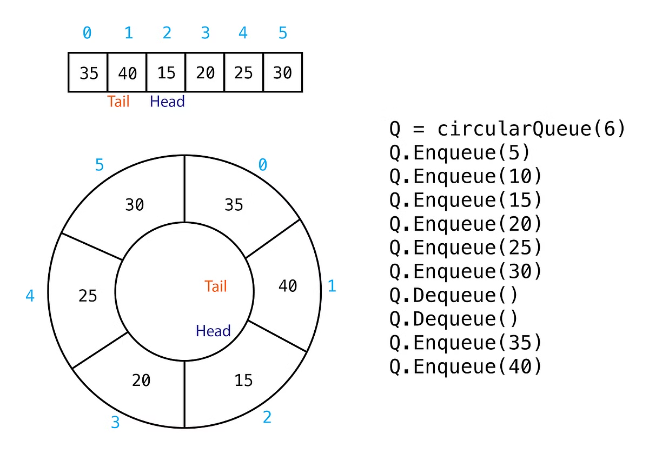 0 1 2 3 4 5
35 40 15 20 25 30
Tail Head
Q = circularQueue(6)
Q.Enqueue(5)
Q.Enqueue(10)
Q.Enqueue(15)
Q.Enqueue(20)
Q.Enqueue(25)
Q.Enqueue(30)
Q.Dequeue()
Q.Dequeue()
Q.Enqueue(35)
Q.Enqueue(40)
5 0
30 35
4 25 Tail 40 1
Head
20 15
3 2